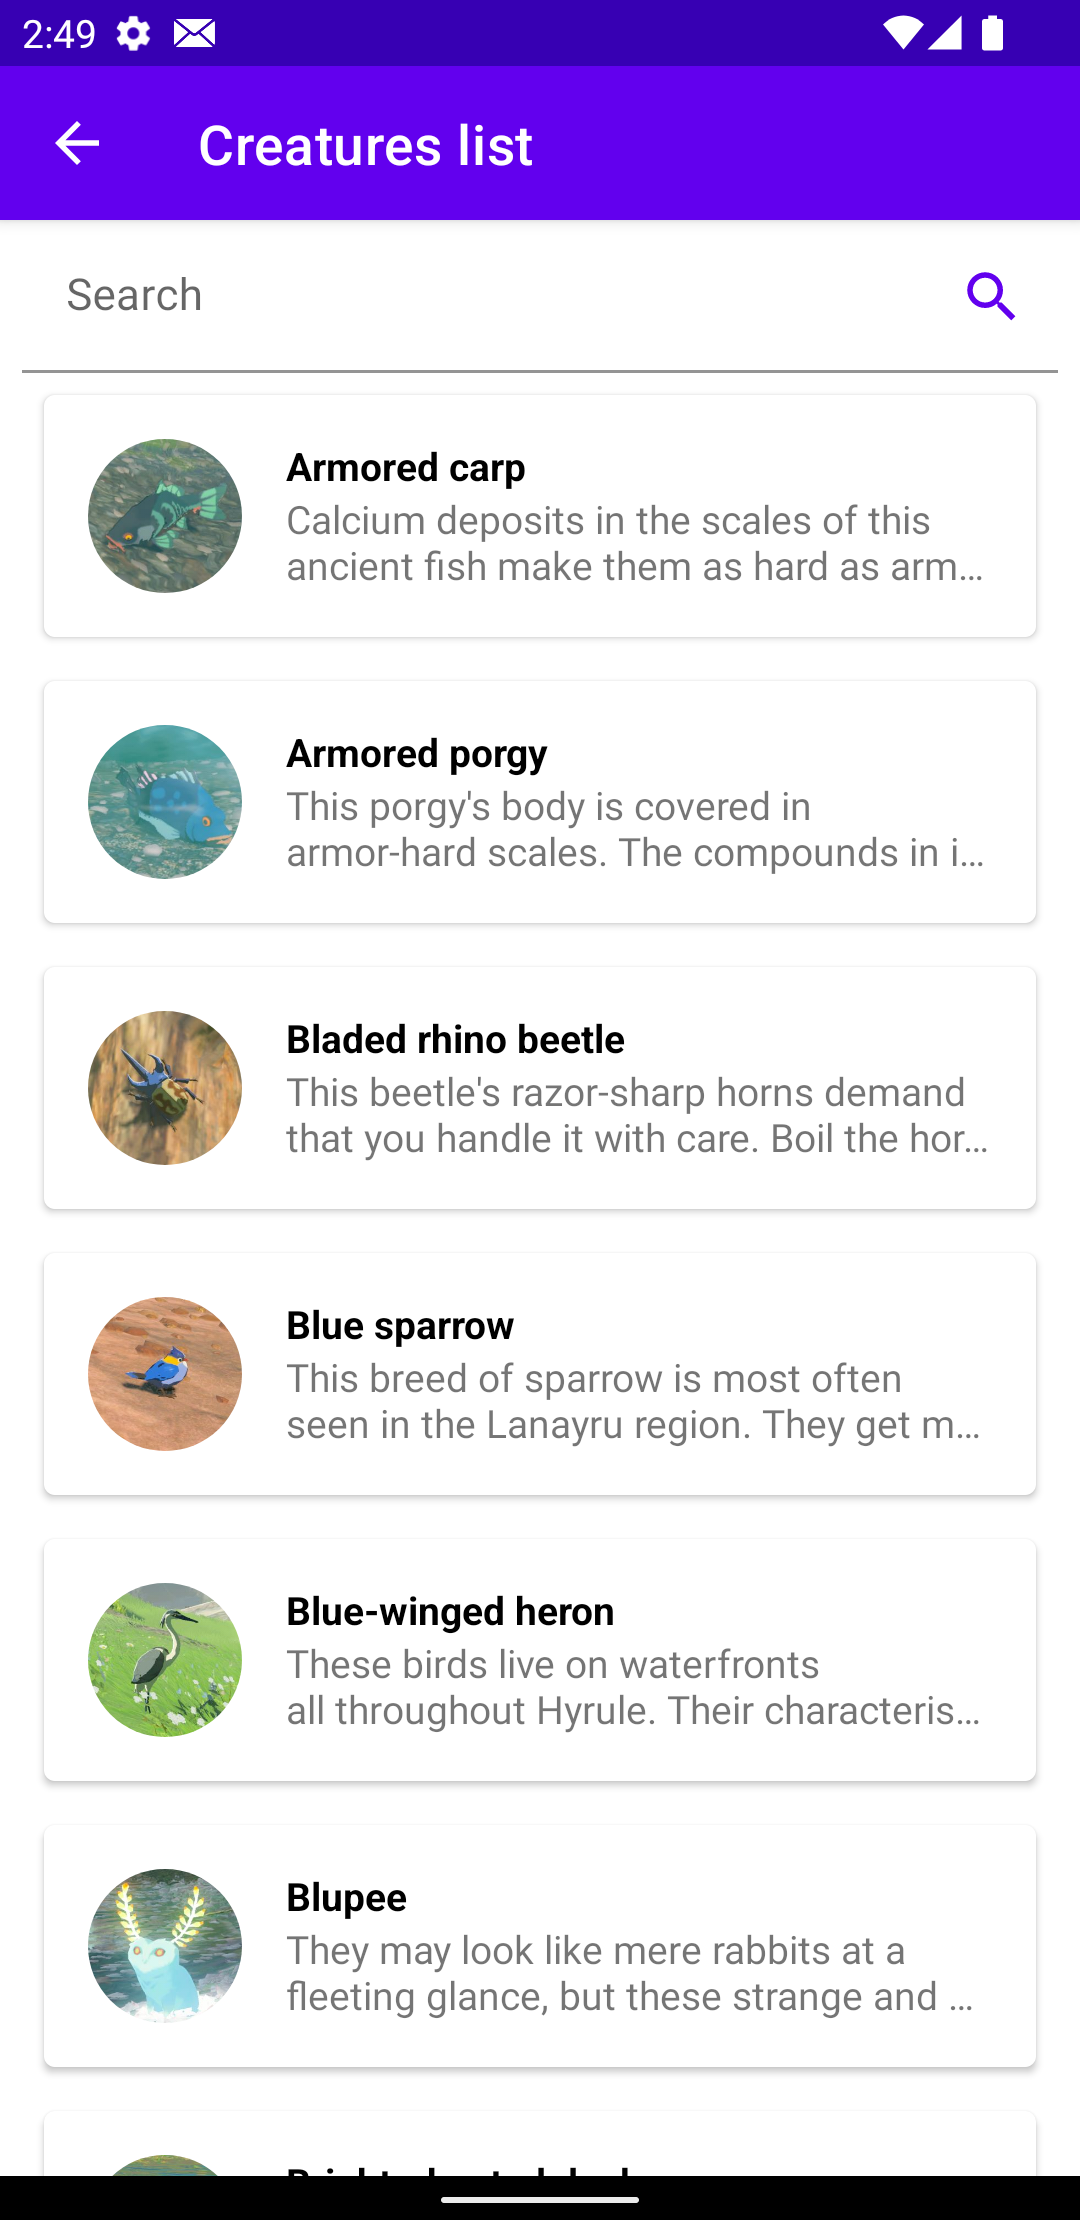 2:49
Creatures list
Search
Armored carp
Calcium deposits in the scales of this
ancient fish make them as hard as arm…
Armored porgy
This porgy's body is covered in
armor-hard scales. The compounds in i…
Bladed rhino beetle
This beetle's razor-sharp horns demand
that you handle it with care. Boil the hor…
Blue sparrow
This breed of sparrow is most often
seen in the Lanayru region. They get m…
Blue-winged heron
These birds live on waterfronts
all throughout Hyrule. Their characteris…
Blupee
They may look like mere rabbits at a
fleeting glance, but these strange and …